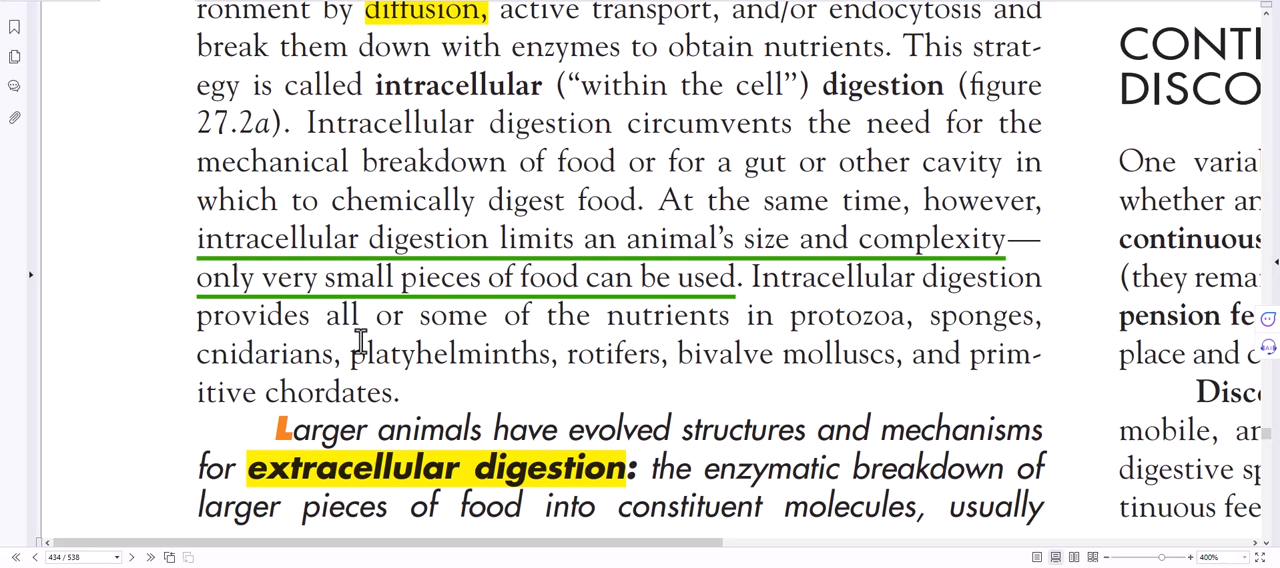 ronment by diffusion, active transport, and/or endocytosis and
break them down with enzymes to obtain nutrients. This strat-
egy is called intracellular (“within the cell”) digestion (figure
27.2a). Intracellular digestion circumvents the need for the
mechanical breakdown of food or for a gut or other cavity in
which to chemically digest food. At the same time, however,
intracellular digestion limits an animal’s size and complexity—
only very small pieces of food can be used. Intracellular digestion
provides all or some of the nutrients in protozoa, sponges,
cnidarians, platyhelminths, rotifers, bivalve molluscs, and prim-
itive chordates.
Larger animals have evolved structures and mechanisms
for extracellular digestion: the enzymatic breakdown of
larger pieces of food into constituent molecules, usually
CONTI
DISCO
One varia
whether an
continuous
(they rema
pension fe
place and c
Disco
mobile, ar
digestive sp
tinuous fee
434 / 538
400%